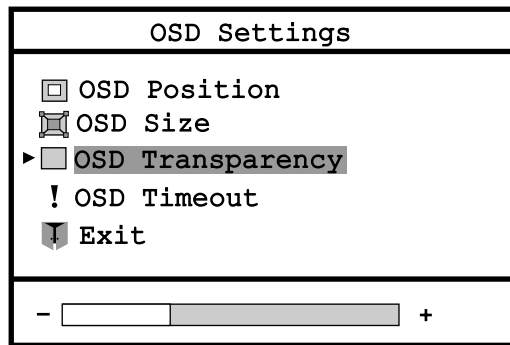 OSD Settings
OSD Position
OSD Size
OSD Transparency
! OSD Timeout
Exit
- +